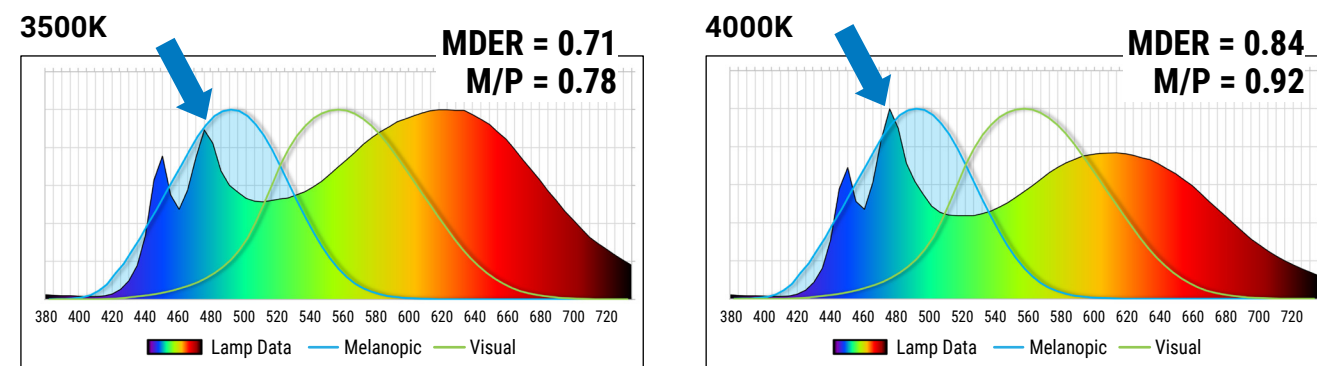 3500K
MDER = 0.71
M/P = 0.78
380 400 420 440 460 480 500 520 540 560 580 600 620 640 660 680 700 720
Lamp Data Melanopic Visual
4000K
MDER = 0.84
M/P = 0.92
380 400 420 440 460 480 500 520 540 560 580 600 620 640 660 680 700 720
Lamp Data Melanopic Visual